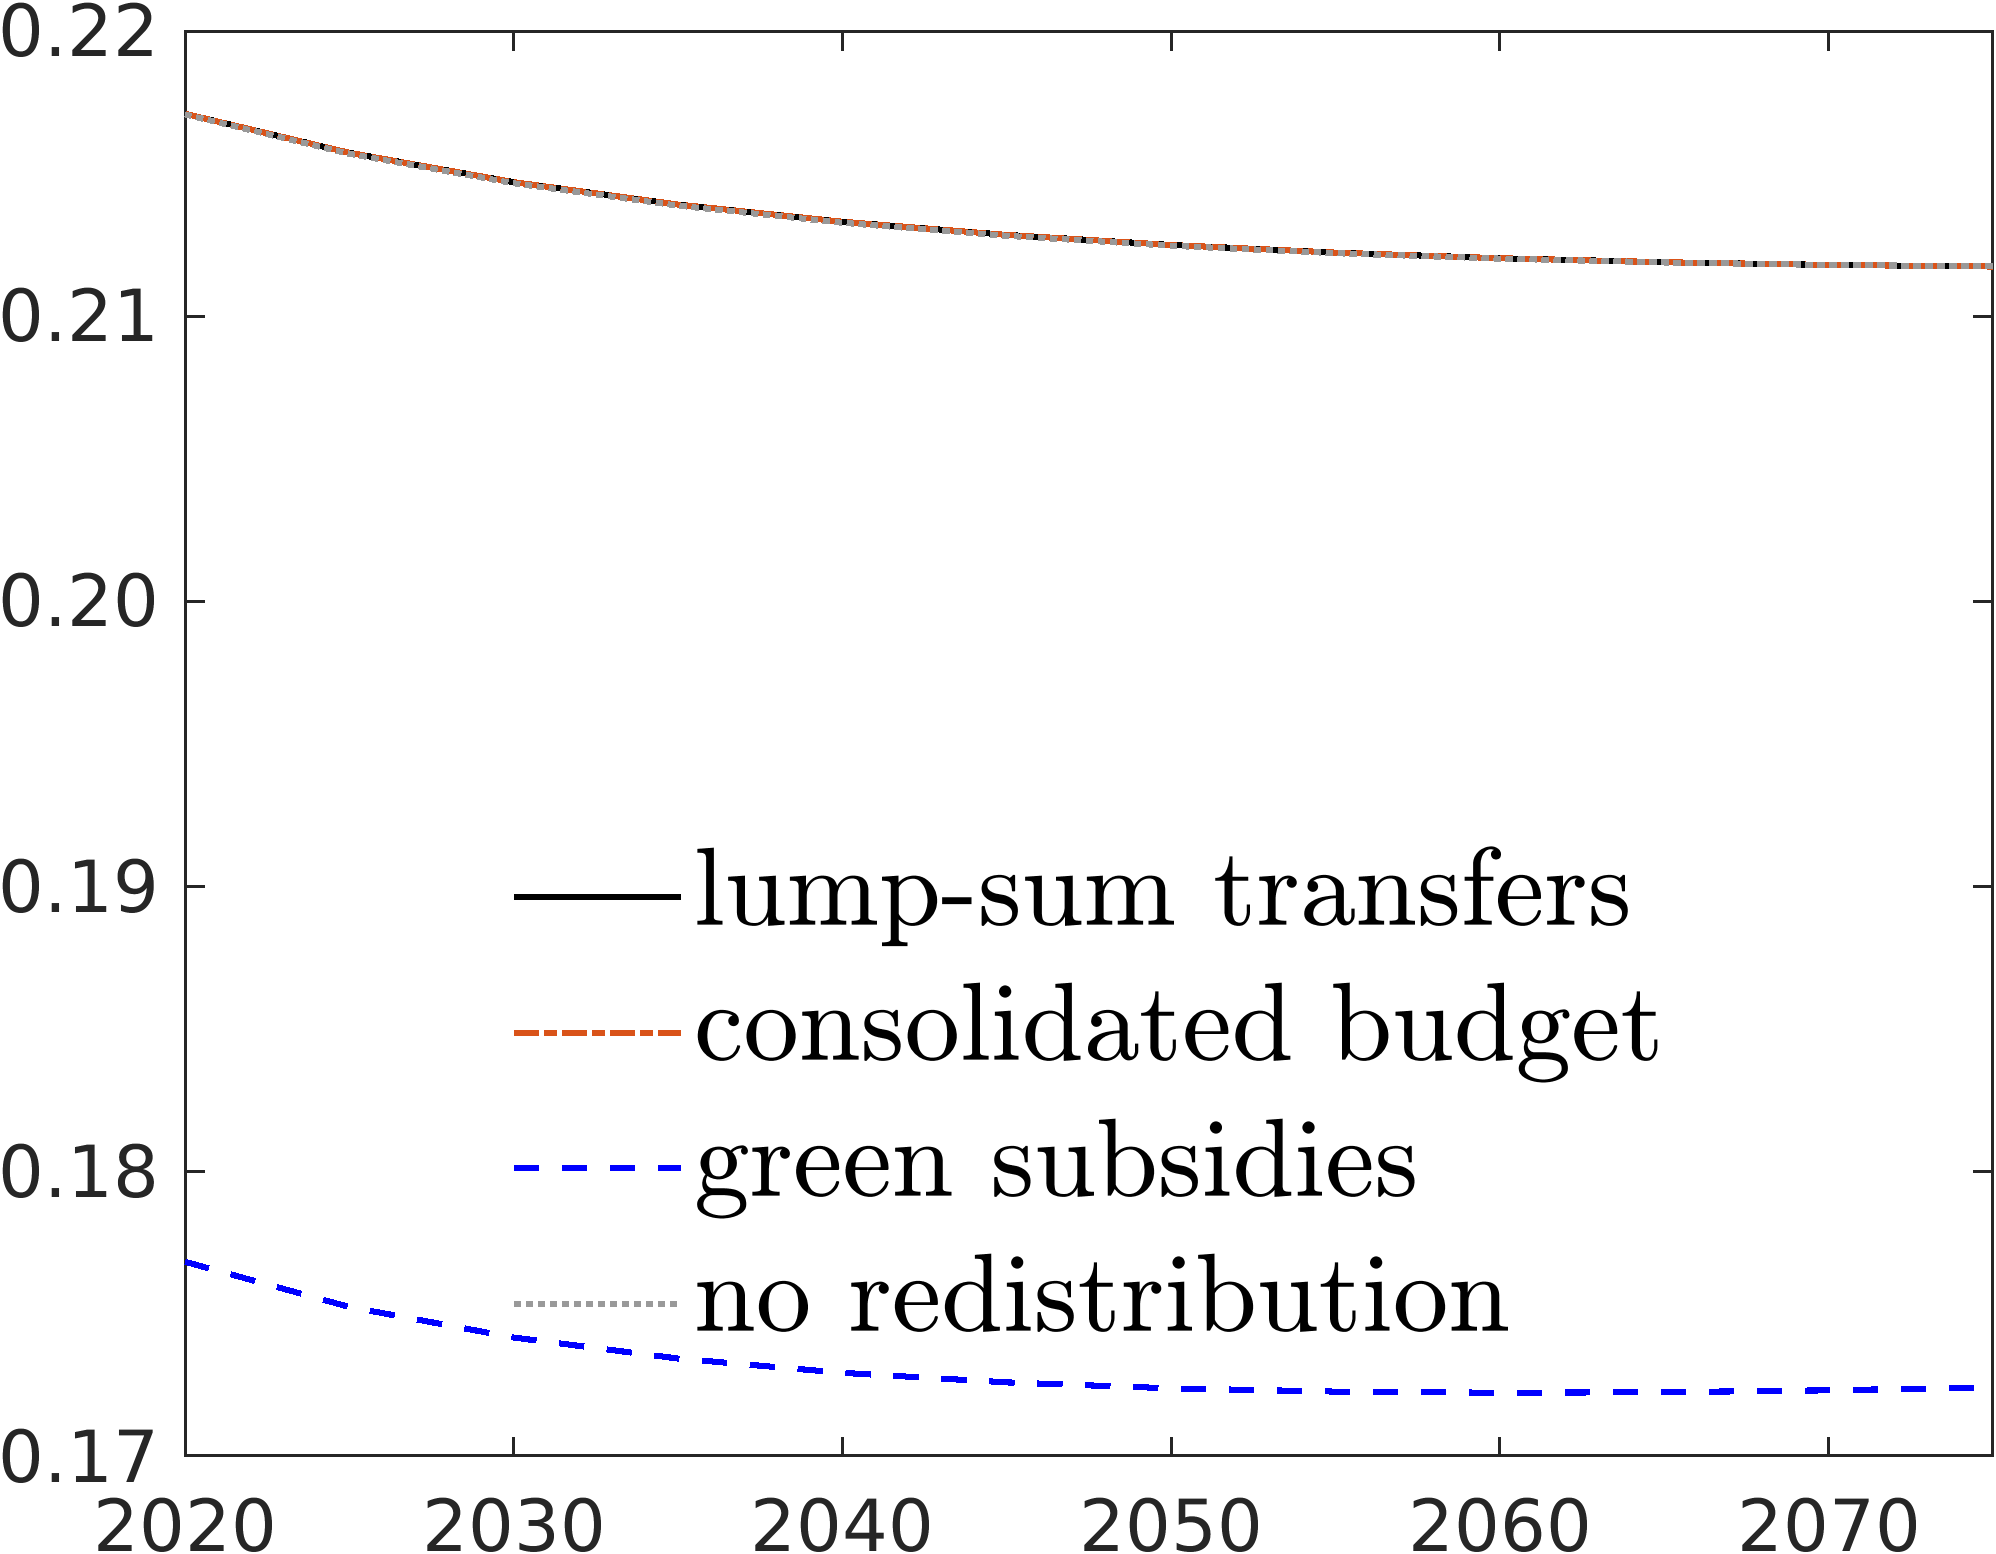 0.22
0.21
0.20
0.19
0.18
0.17
lump-sum transfers
consolidated budget
green subsidies
no redistribution
2020 2030 2040 2050 2060 2070